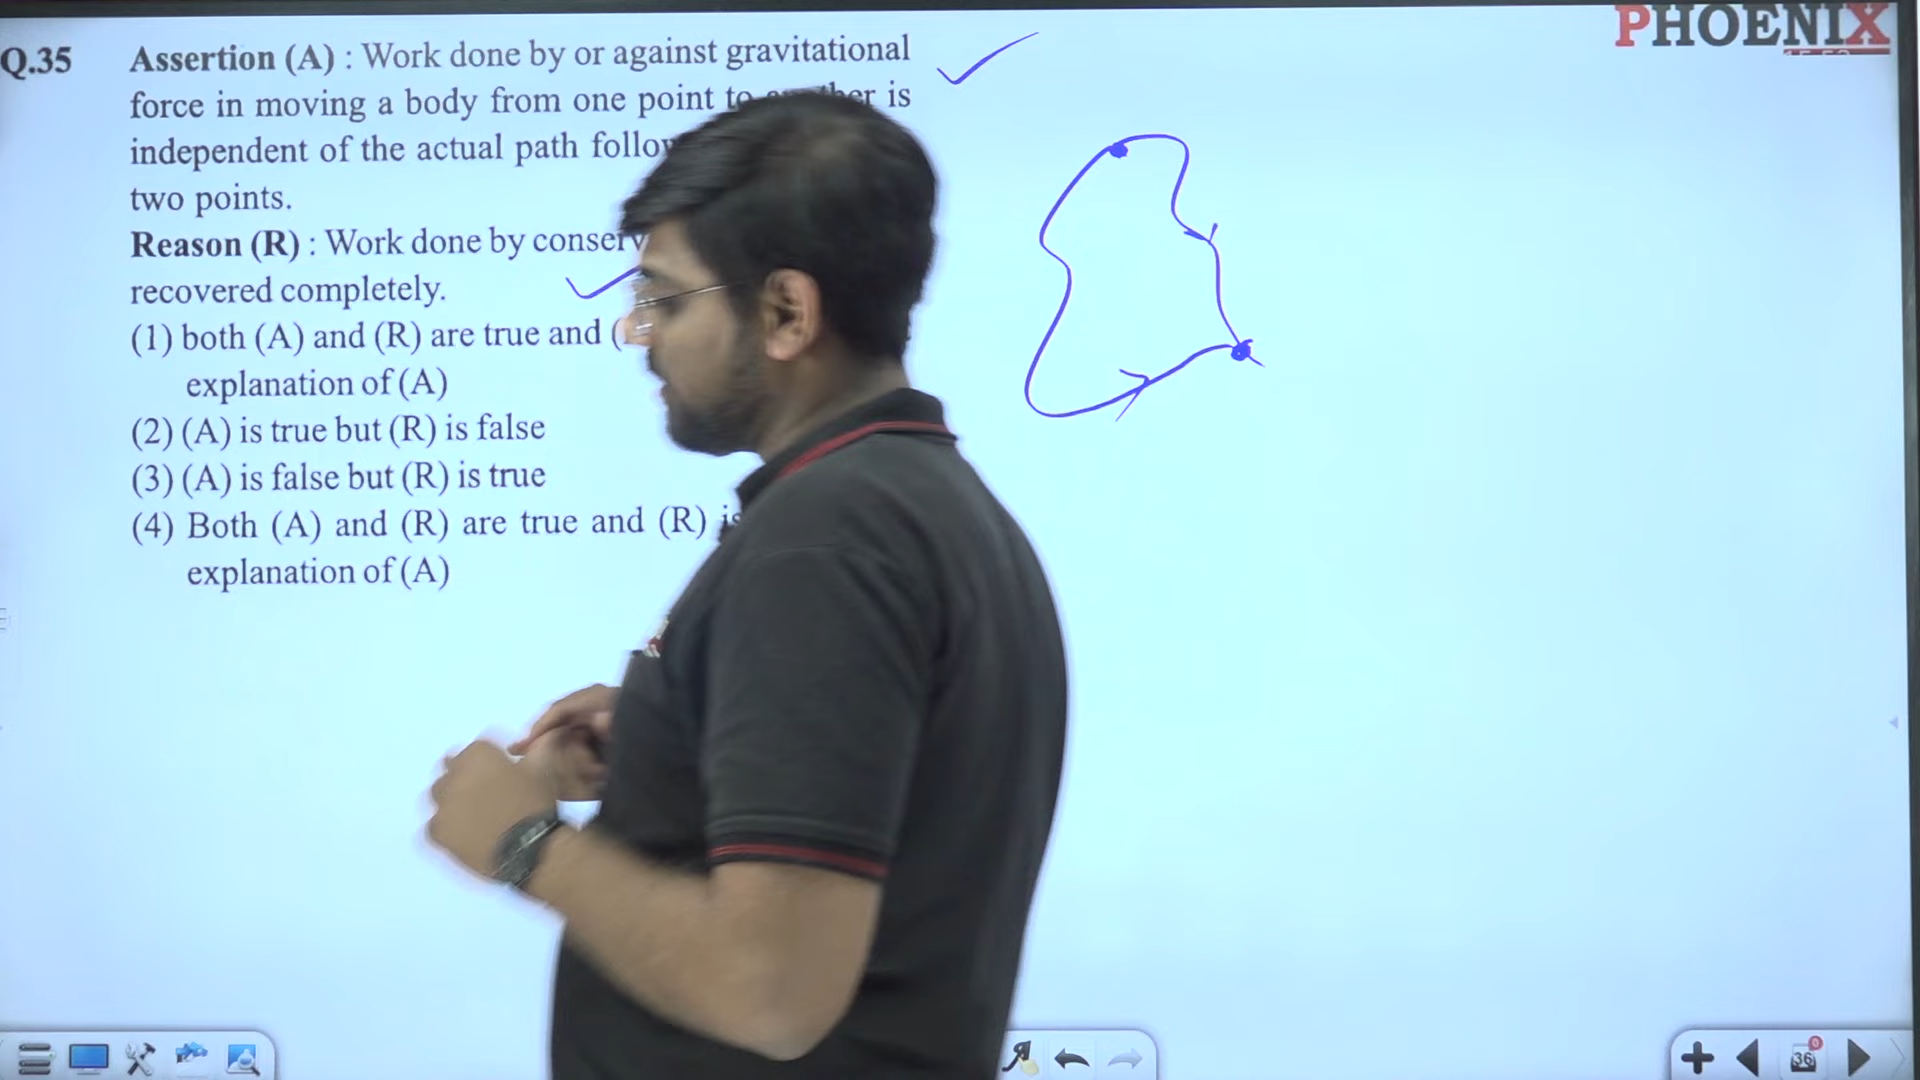 PHOENIX
Q.35 Assertion (A) : Work done by or against gravitational
force in moving a body from one point to is
independent of the actual path
two points.
Reason (R) : Work done by
recovered completely.
(1) both (A) and (R) are true and
explanation of (A)
(2) (A) is true but (R) is false
(3) (A) is false but (R) is true
(4) Both (A) and (R) are true and (R)
explanation of (A)
36
0